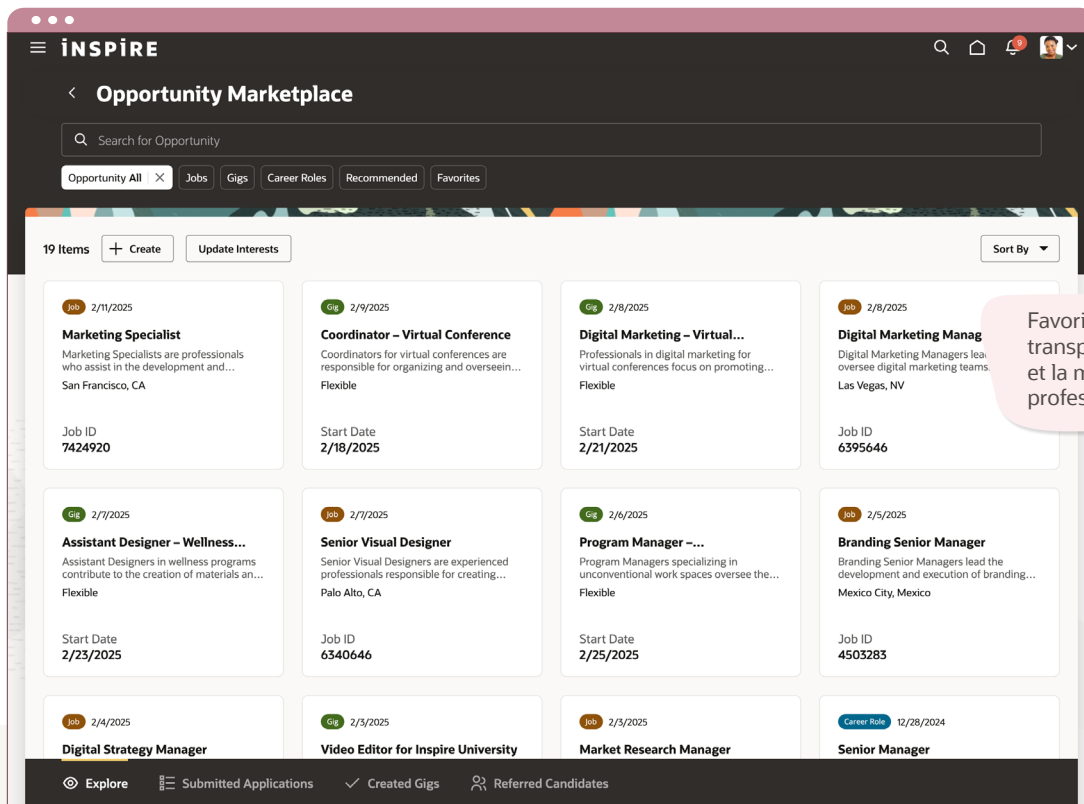 iNSPiRE
9
Opportunity Marketplace
Search for Opportunity
Opportunity All
Jobs
Gigs
Career Roles
Recommended
Favorites
19 Items
Create
Update Interests
Sort By
Job 2/11/2025
Marketing Specialist
Marketing Specialists are professionals
who assist in the development and...
San Francisco, CA
Job ID
7424920
Gig 2/9/2025
Coordinator – Virtual Conference
Coordinators for virtual conferences are
responsible for organizing and overseein...
Flexible
Start Date
2/18/2025
Gig 2/8/2025
Digital Marketing – Virtual...
Professionals in digital marketing for
virtual conferences focus on promoting...
Flexible
Start Date
2/21/2025
Job 2/8/2025
Digital Marketing Manag
Digital Marketing Managers lea
oversee digital marketing teams.
Las Vegas, NV
Job ID
6395646
Favori
transp
et la m
profes
Gig 2/7/2025
Assistant Designer – Wellness...
Assistant Designers in wellness programs
contribute to the creation of materials an...
Flexible
Start Date
2/23/2025
Job 2/7/2025
Senior Visual Designer
Senior Visual Designers are experienced
professionals responsible for creating...
Palo Alto, CA
Job ID
6340646
Gig 2/6/2025
Program Manager –...
Program Managers specializing in
unconventional work spaces oversee the...
Flexible
Start Date
2/25/2025
Job 2/5/2025
Branding Senior Manager
Branding Senior Managers lead the
development and execution of branding...
Mexico City, Mexico
Job ID
4503283
Job 2/4/2025
Digital Strategy Manager
Gig 2/3/2025
Video Editor for Inspire University
Job 2/3/2025
Market Research Manager
Career Role 12/28/2024
Senior Manager
Explore
Submitted Applications
Created Gigs
Referred Candidates